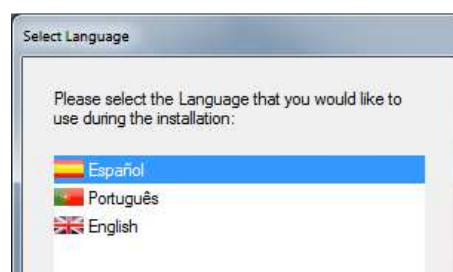 Select Language
Please select the Language that you would like to
use during the installation:
Español
Português
English